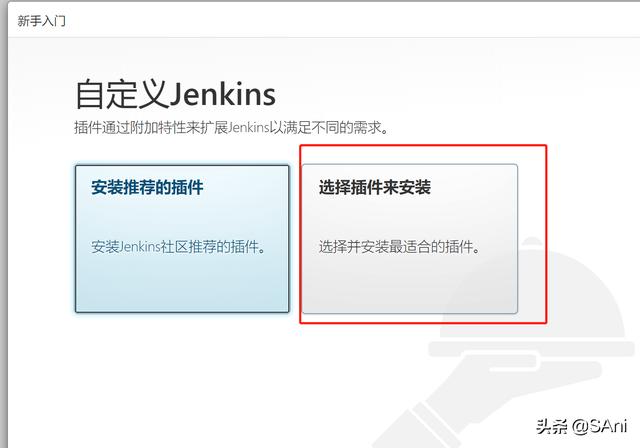 新手入门
自定义Jenkins
插件通过附加特性来扩展Jenkins以满足不同的需求。
安装推荐的插件
选择插件来安装
安装Jenkins社区推荐的插件。
选择并安装最适合的插件。
头条 @SAni